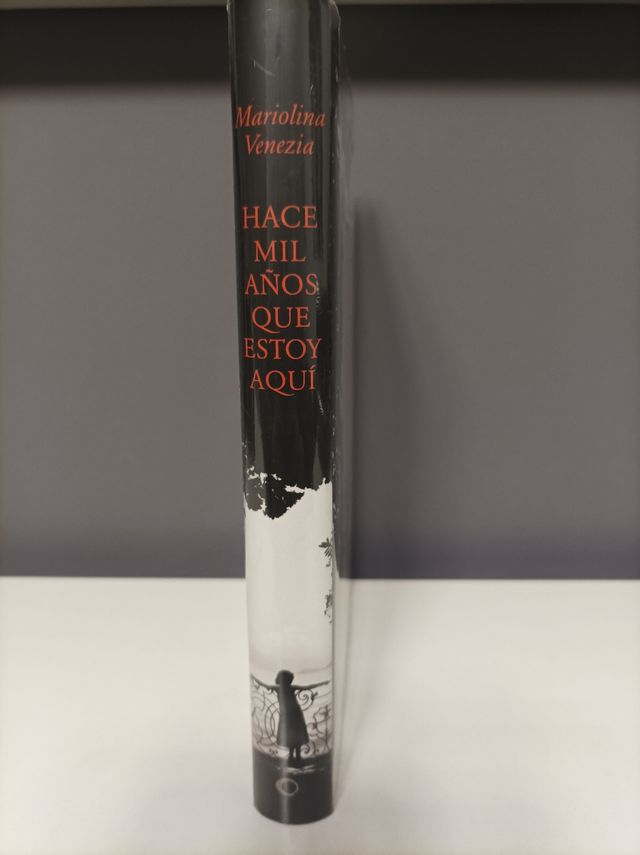 Mariolina
Venezia
HACE
MIL
AÑOS
QUE
ESTOY
AQUÍ